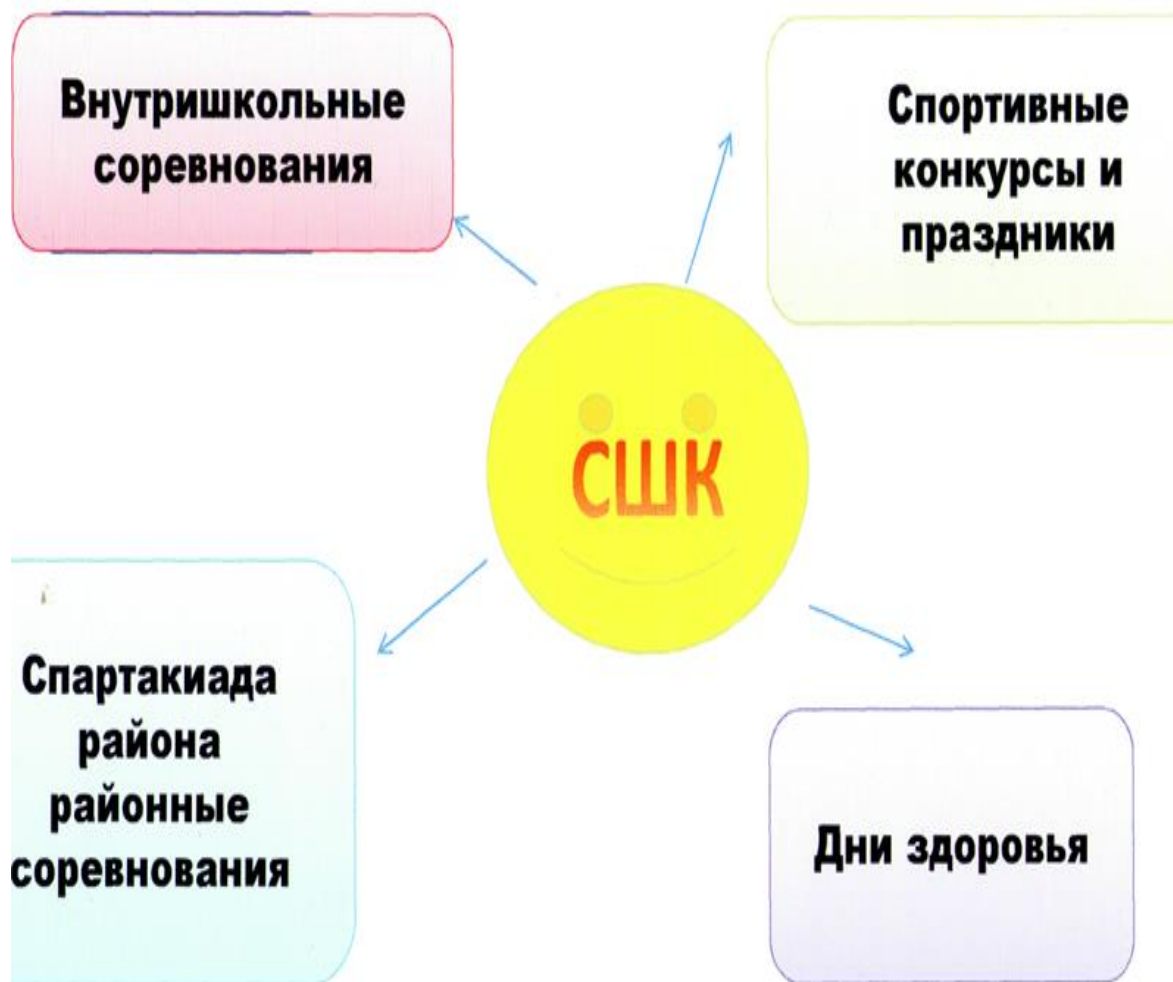 Внутришкольные
соревнования
Спортивные
конкурсы и
праздники
СШК
Спартакиада
района
районные
соревнования
Дни здоровья